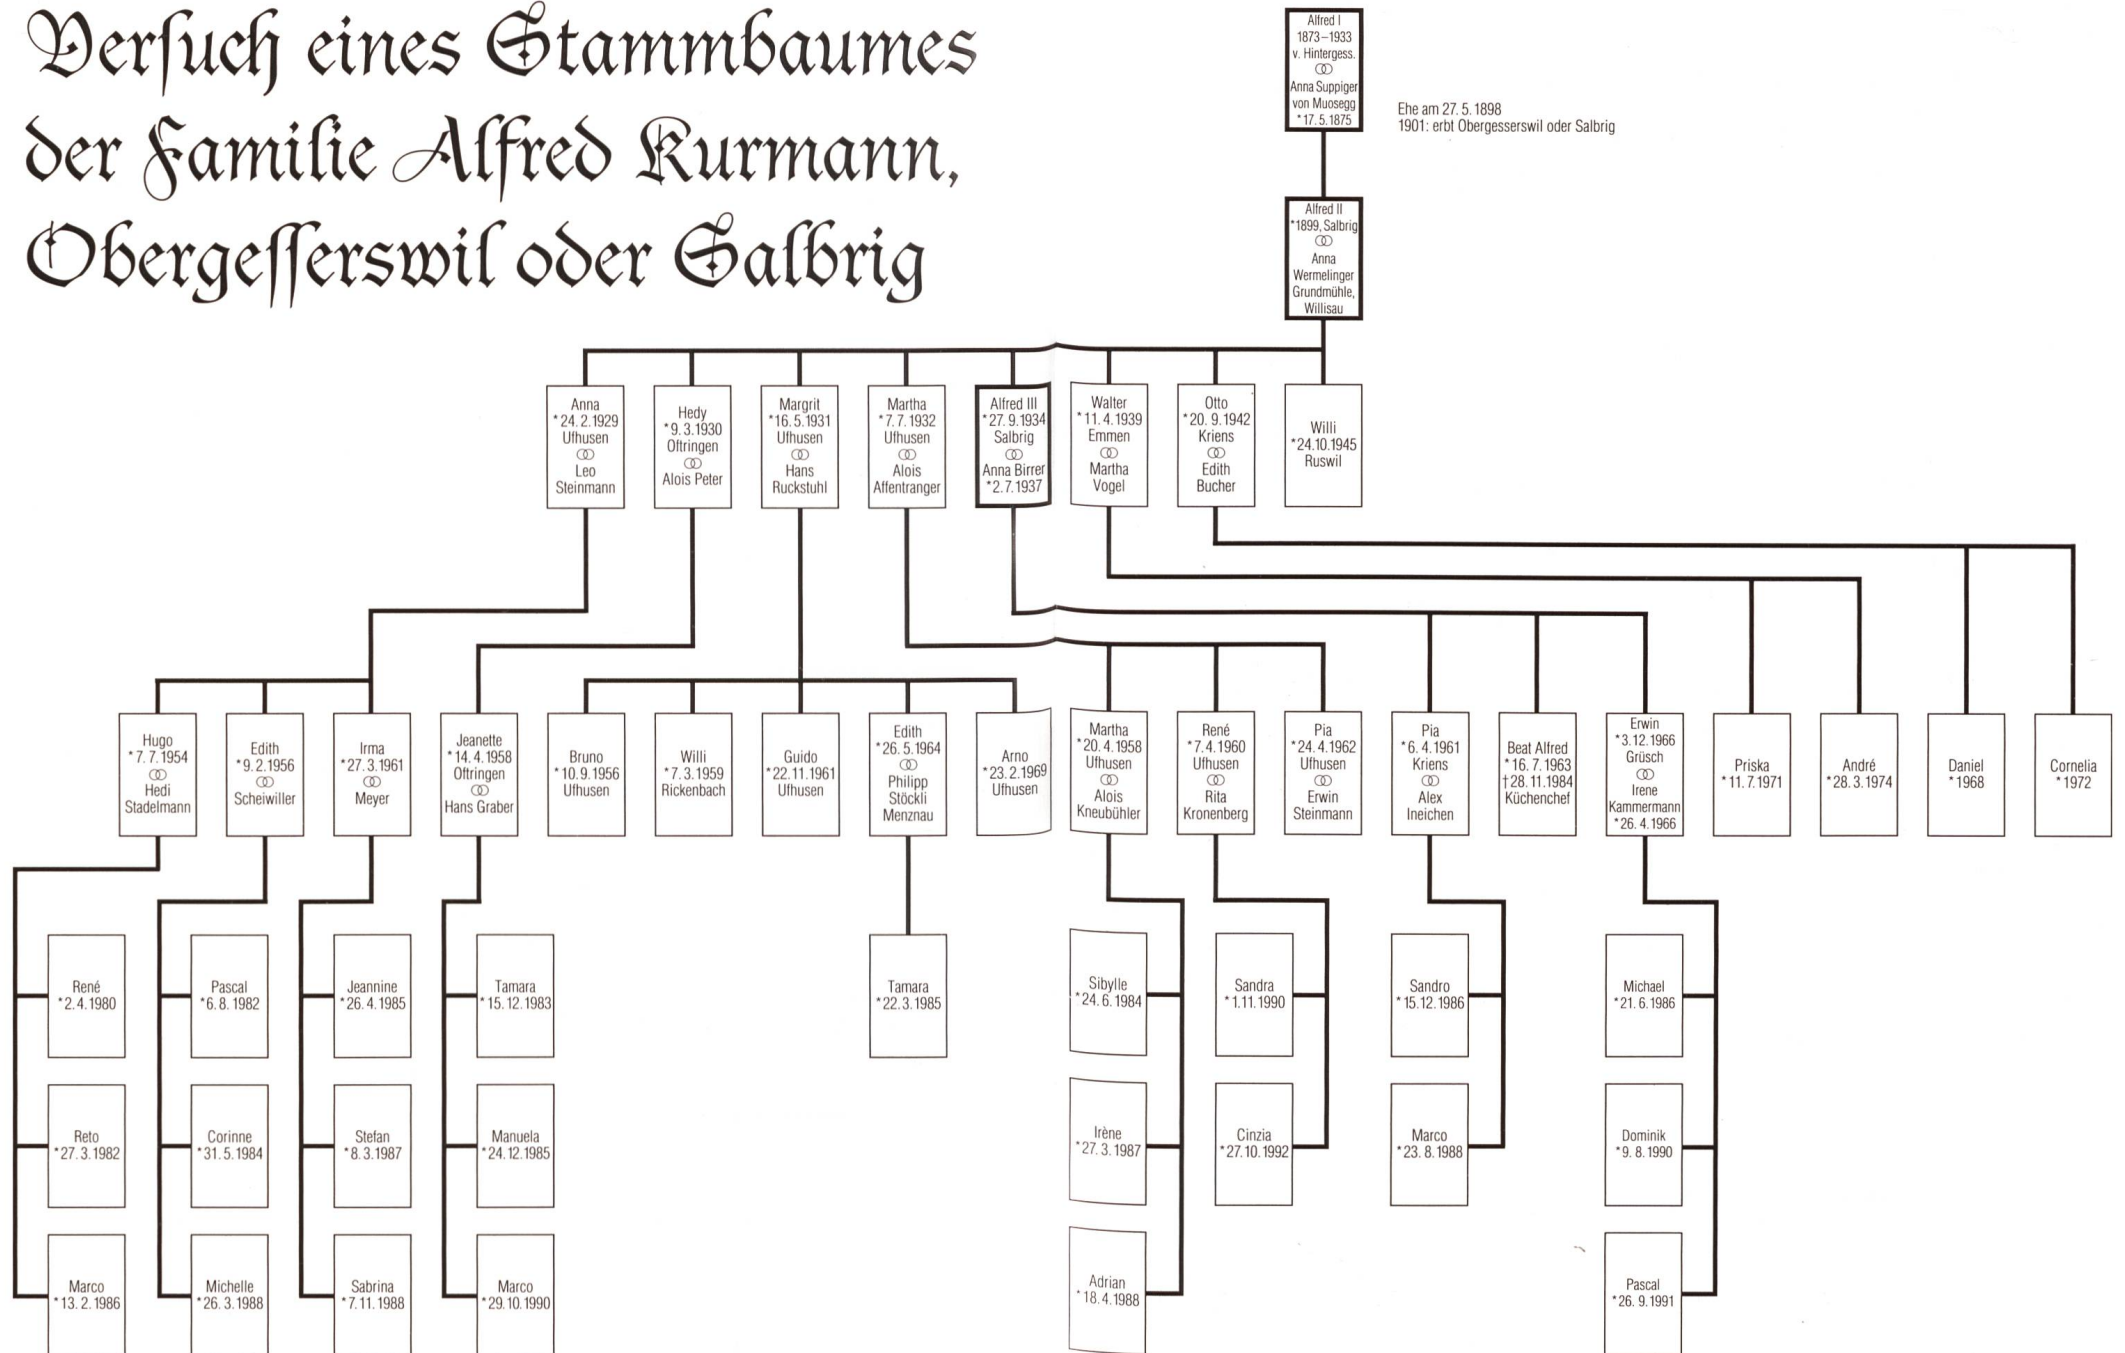 Versuch eines Stammbaumes
der Familie Alfred Kurmann,
Obergesserswil oder Salbrig
Alfred I
1873–1933
v. Hintergess.
Anna Suppiger
von Muosegg
*17.5.1875
Ehe am 27.5.1898
1901: erbt Obergesserswil oder Salbrig
Alfred II
*1899, Salbrig
Anna
Wermelinger
Grundmühle,
Willisau
Anna
*24.2.1929
Ufhusen
Leo
Steinmann
Hedy
*9.3.1930
Oftringen
Alois Peter
Margrit
*16.5.1931
Ufhusen
Hans
Ruckstuhl
Martha
*7.7.1932
Ufhusen
Alois
Affentranger
Alfred III
*27.9.1934
Salbrig
Anna Birrer
*2.7.1937
Walter
*11.4.1939
Emmen
Martha
Vogel
Otto
*20.9.1942
Kriens
Edith
Bucher
Willi
*24.10.1945
Ruswil
Hugo
*7.7.1954
Hedi
Stadelmann
Edith
*9.2.1956
Scheiwiller
Irma
*27.3.1961
Meyer
Jeanette
*14.4.1958
Oftringen
Hans Graber
Bruno
*10.9.1956
Ufhusen
Willi
*7.3.1959
Rickenbach
Guido
*22.11.1961
Ufhusen
Edith
*26.5.1964
Philipp
Stöckli
Menznau
Arno
*23.2.1969
Ufhusen
Martha
*20.4.1958
Ufhusen
Alois
Kneubühler
René
*7.4.1960
Ufhusen
Rita
Kronenberg
Pia
*24.4.1962
Ufhusen
Erwin
Steinmann
Pia
*6.4.1961
Kriens
Alex
Ineichen
Beat Alfred
*16.7.1963
†28.11.1984
Küchenchef
Erwin
*3.12.1966
Grüsch
Irene
Kammermann
*26.4.1966
Priska
*11.7.1971
André
*28.3.1974
Daniel
*1968
Cornelia
*1972
René
*2.4.1980
Pascal
*6.8.1982
Jeannine
*26.4.1985
Tamara
*15.12.1983
Tamara
*22.3.1985
Sibylle
*24.6.1984
Sandra
*1.11.1990
Sandro
*15.12.1986
Michael
*21.6.1986
Reto
*27.3.1982
Corinne
*31.5.1984
Stefan
*8.3.1987
Manuela
*24.12.1985
Irène
*27.3.1987
Cinzia
*27.10.1992
Marco
*23.8.1988
Dominik
*9.8.1990
Marco
*13.2.1986
Michelle
*26.3.1988
Sabrina
*7.11.1988
Marco
*29.10.1990
Adrian
*18.4.1988
Pascal
*26.9.1991